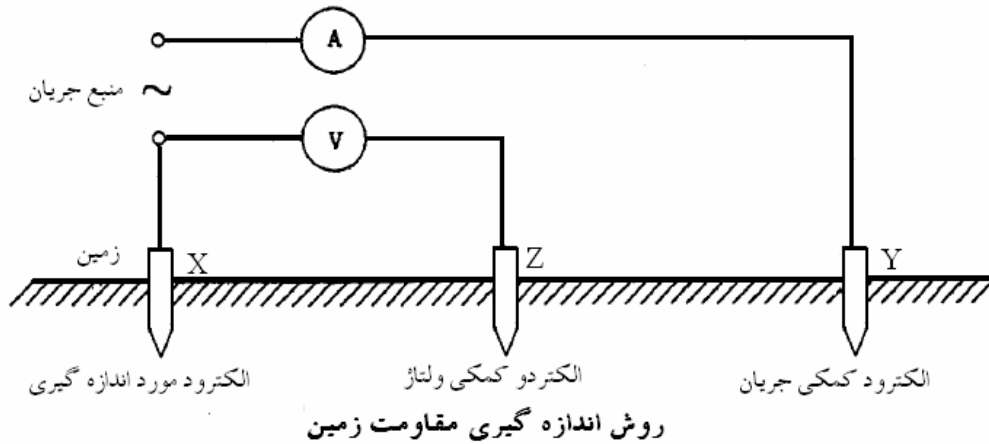 A
منبع جریان ~
V
زمین
X
Z
Y
الکترود مورد اندازه گیری
الکتردو کمکی ولتاژ
الکترود کمکی جریان
روش اندازه گیری مقاومت زمین